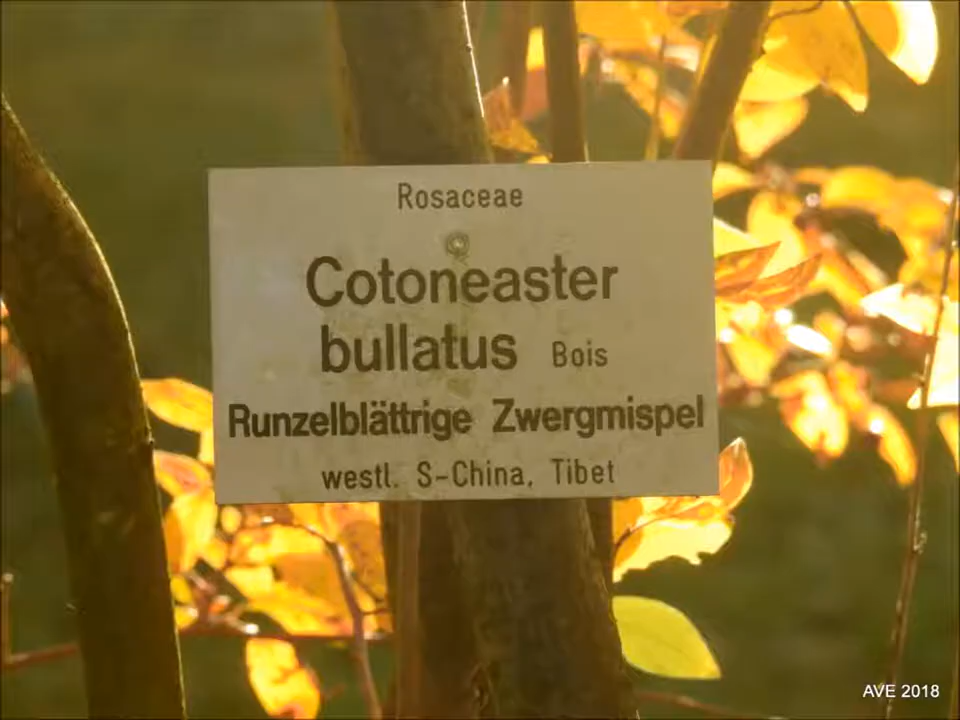 Rosaceae
Cotoneaster
bullatus Bois
Runzelblättrige Zwergmispel
westl. S-China, Tibet
AVE 2018